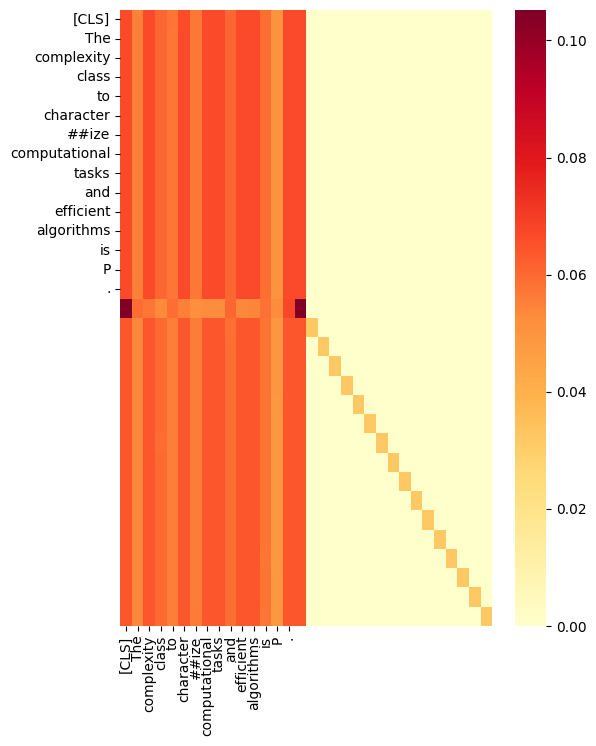 [CLS]
The
complexity
class
to
character
##ize
computational
tasks
and
efficient
algorithms
is
P
.
0.10
0.08
0.06
0.04
0.02
0.00
[CLS]
The
complexity
class
to
character
##ize
computational
tasks
and
efficient
algorithms
is
P
.